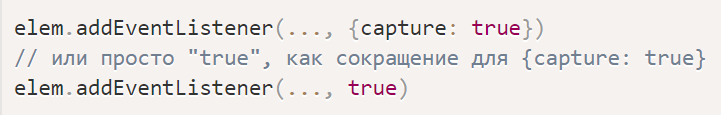 elem.addEventListener(..., {capture: true})
// или просто "true", как сокращение для {capture: true}
elem.addEventListener(..., true)